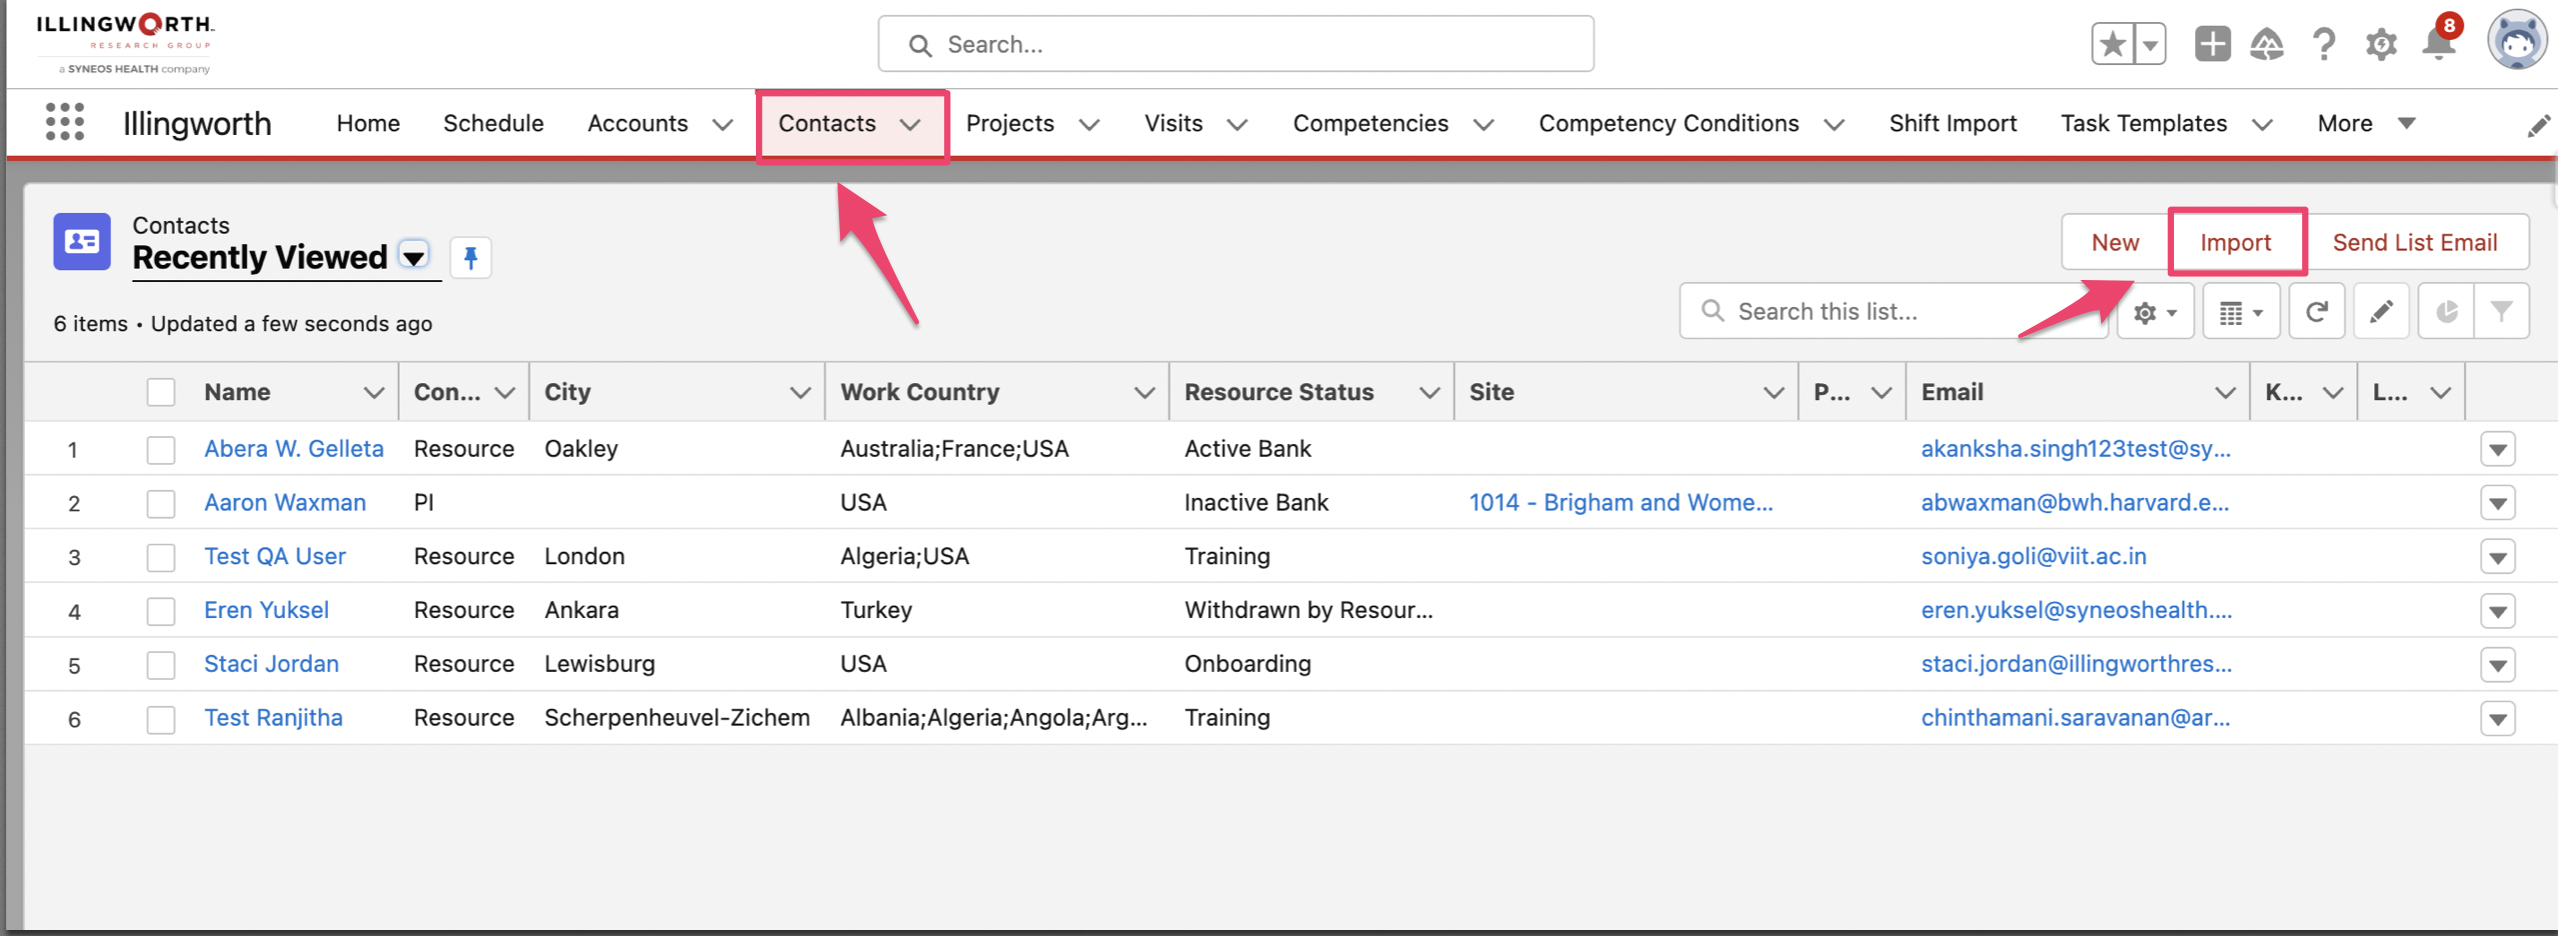 ILLINGWORTH™
RESEARCH GROUP
a SYNEOS HEALTH company
Search...
8
Illingworth Home Schedule Accounts Contacts Projects Visits Competencies Competency Conditions Shift Import Task Templates More
Contacts
Recently Viewed
New Import Send List Email
6 items • Updated a few seconds ago
Search this list...
Name Con... City Work Country Resource Status Site P... Email K... L...
1 Abera W. Gelleta Resource Oakley Australia;France;USA Active Bank akanksha.singh123test@sy...
2 Aaron Waxman PI USA Inactive Bank 1014 - Brigham and Wome... abwaxman@bwh.harvard.e...
3 Test QA User Resource London Algeria;USA Training soniya.goli@viit.ac.in
4 Eren Yuksel Resource Ankara Turkey Withdrawn by Resour... eren.yuksel@syneoshealth....
5 Staci Jordan Resource Lewisburg USA Onboarding staci.jordan@illingworthres...
6 Test Ranjitha Resource Scherpenheuvel-Zichem Albania;Algeria;Angola;Arg... Training chinthamani.saravanan@ar...